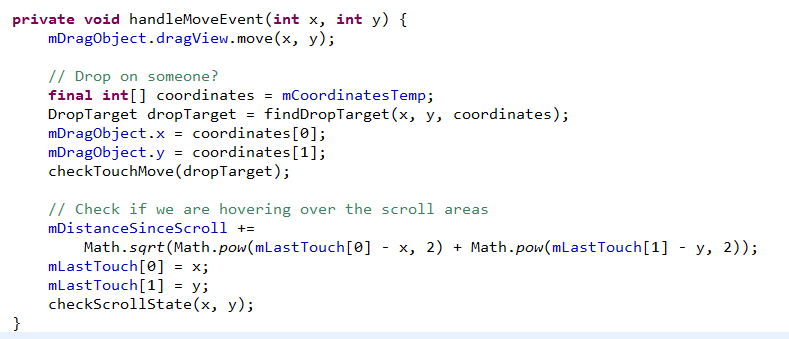 private void handleMoveEvent(int x, int y) {
    mDragObject.dragView.move(x, y);

    // Drop on someone?
    final int[] coordinates = mCoordinatesTemp;
    DropTarget dropTarget = findDropTarget(x, y, coordinates);
    mDragObject.x = coordinates[0];
    mDragObject.y = coordinates[1];
    checkTouchMove(dropTarget);

    // Check if we are hovering over the scroll areas
    mDistanceSinceScroll +=
        Math.sqrt(Math.pow(mLastTouch[0] - x, 2) + Math.pow(mLastTouch[1] - y, 2));
    mLastTouch[0] = x;
    mLastTouch[1] = y;
    checkScrollState(x, y);
}